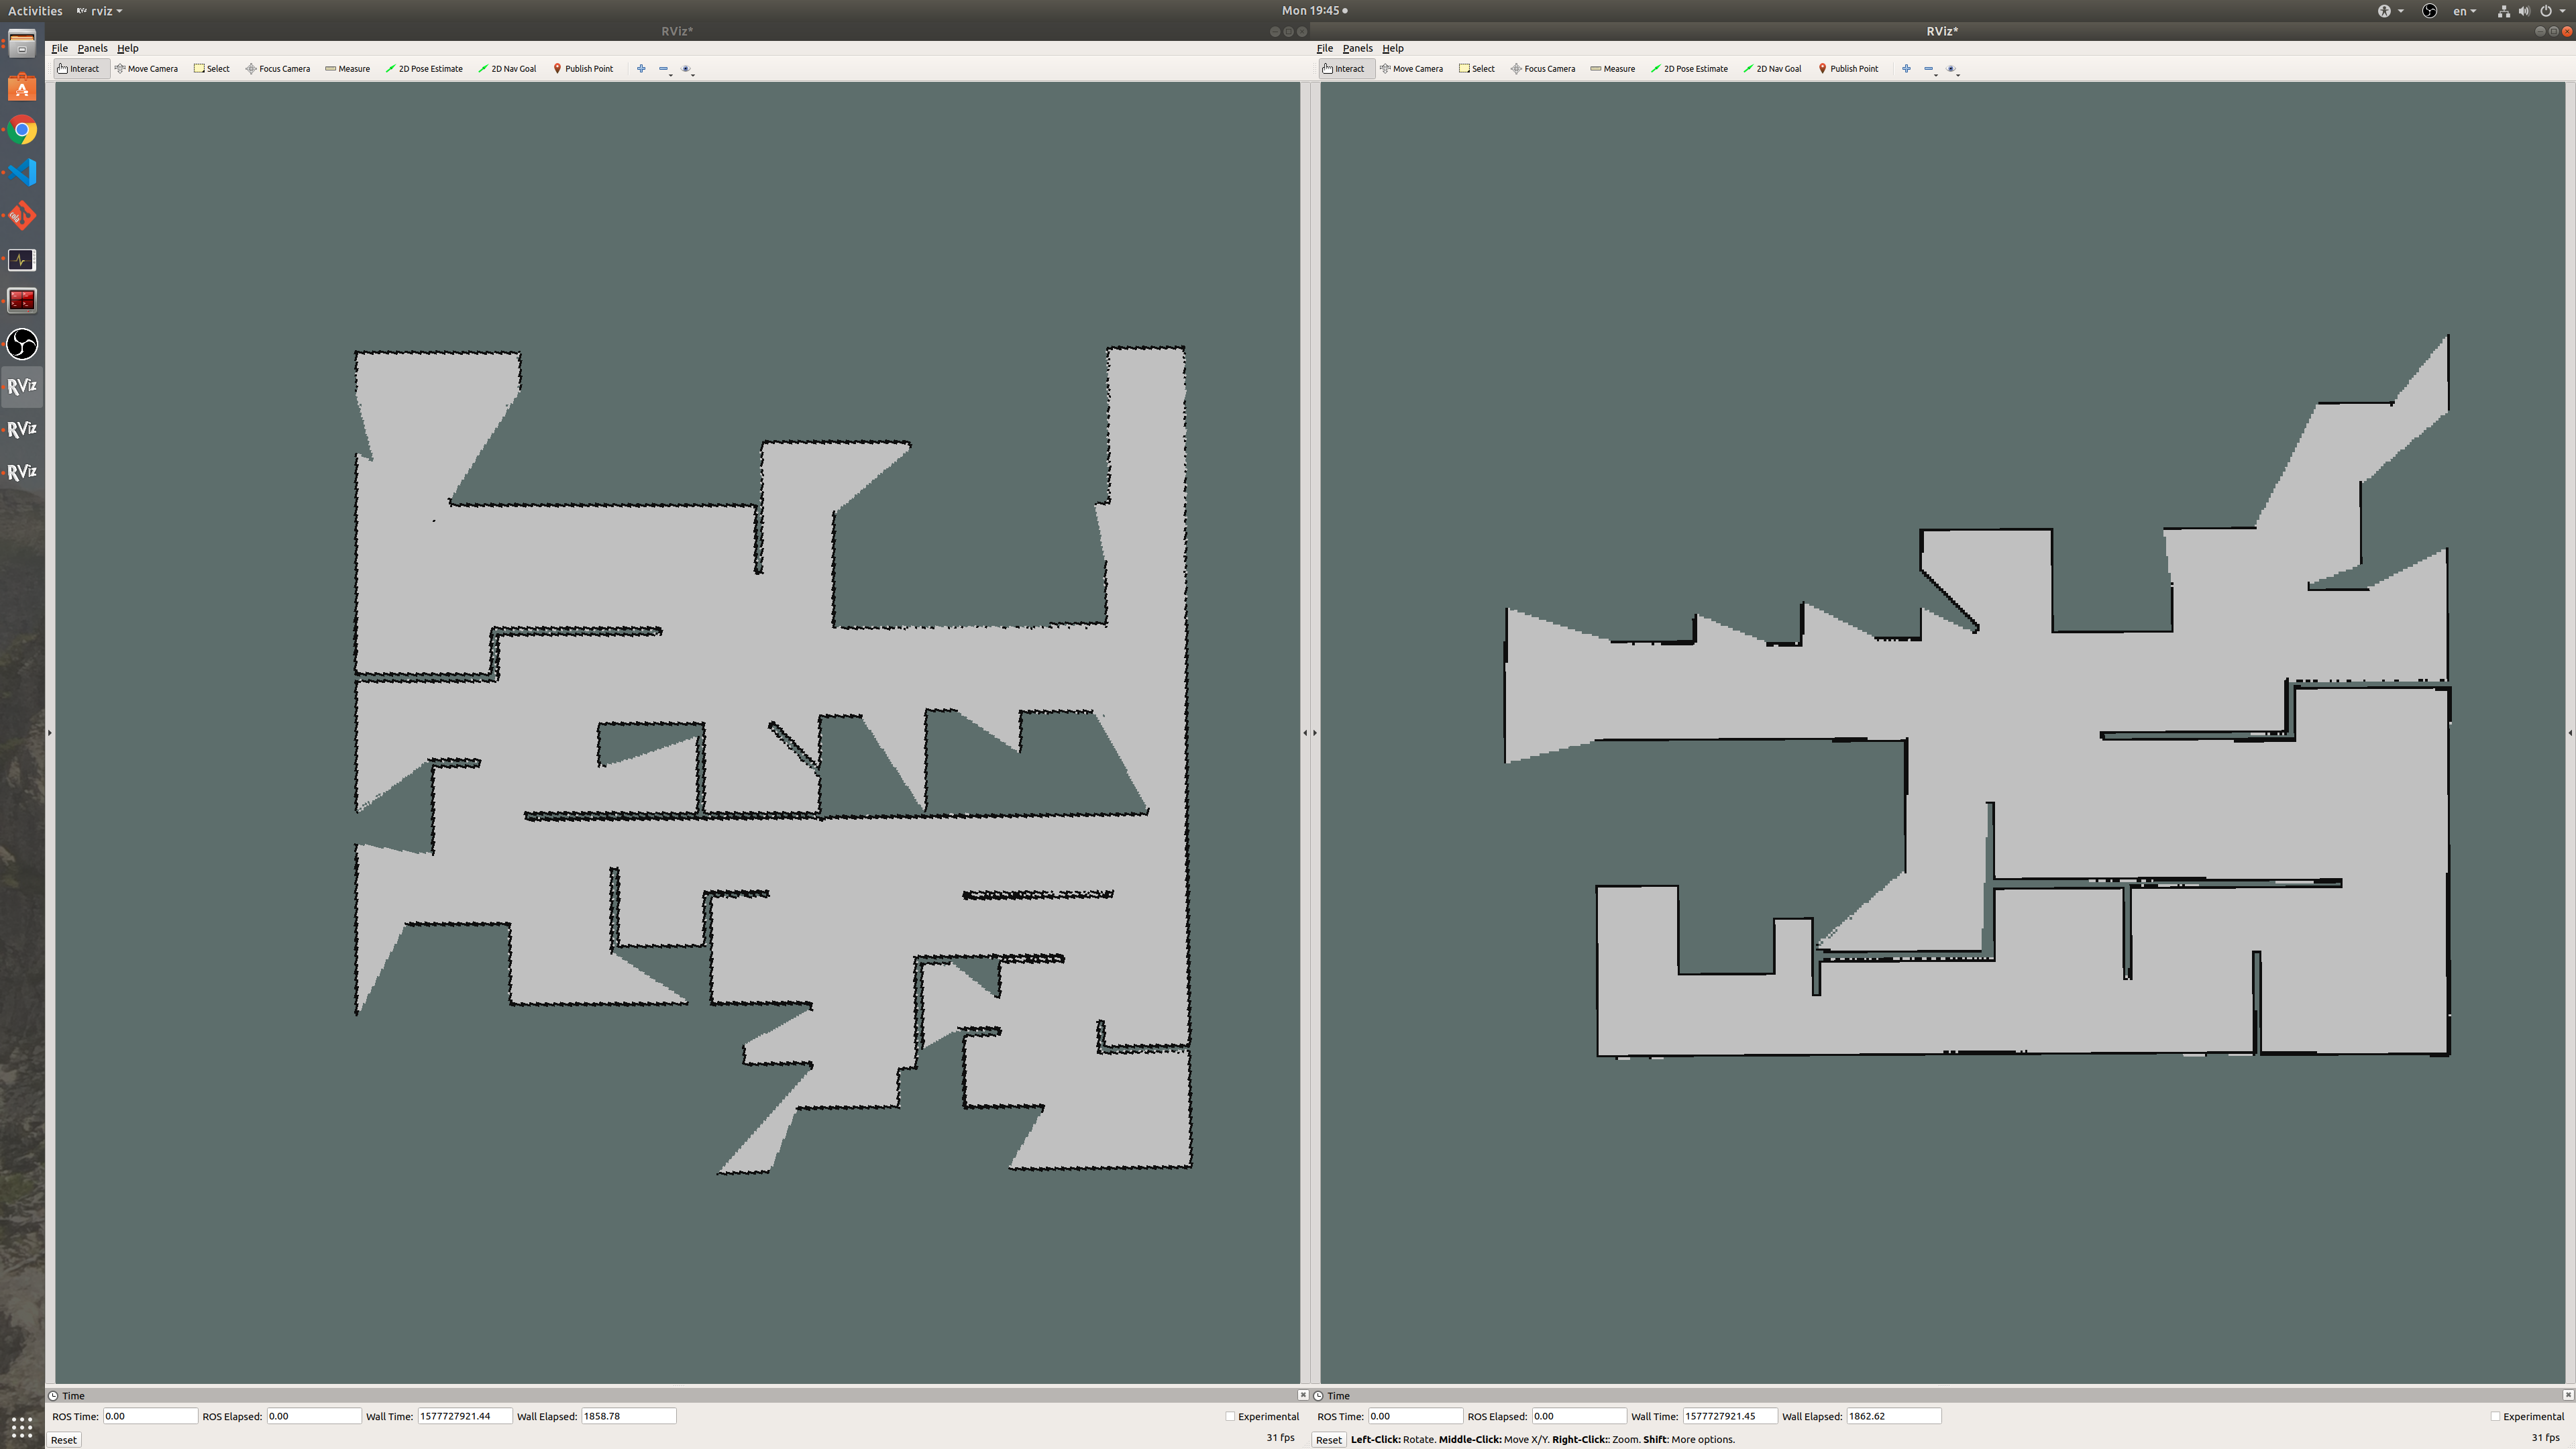 Activities rviz Mon 19:45 en
RViz* RViz*
File Panels Help File Panels Help
Interact Move Camera Select Focus Camera Measure 2D Pose Estimate 2D Nav Goal Publish Point Interact Move Camera Select Focus Camera Measure 2D Pose Estimate 2D Nav Goal Publish Point
RViz
RViz
RViz
Time Time
ROS Time: 0.00 ROS Elapsed: 0.00 Wall Time: 1577727921.44 Wall Elapsed: 1858.78 Experimental ROS Time: 0.00 ROS Elapsed: 0.00 Wall Time: 1577727921.45 Wall Elapsed: 1862.62 Experimental
Reset 31 fps Reset Left-Click: Rotate. Middle-Click: Move X/Y. Right-Click:: Zoom. Shift: More options. 31 fps